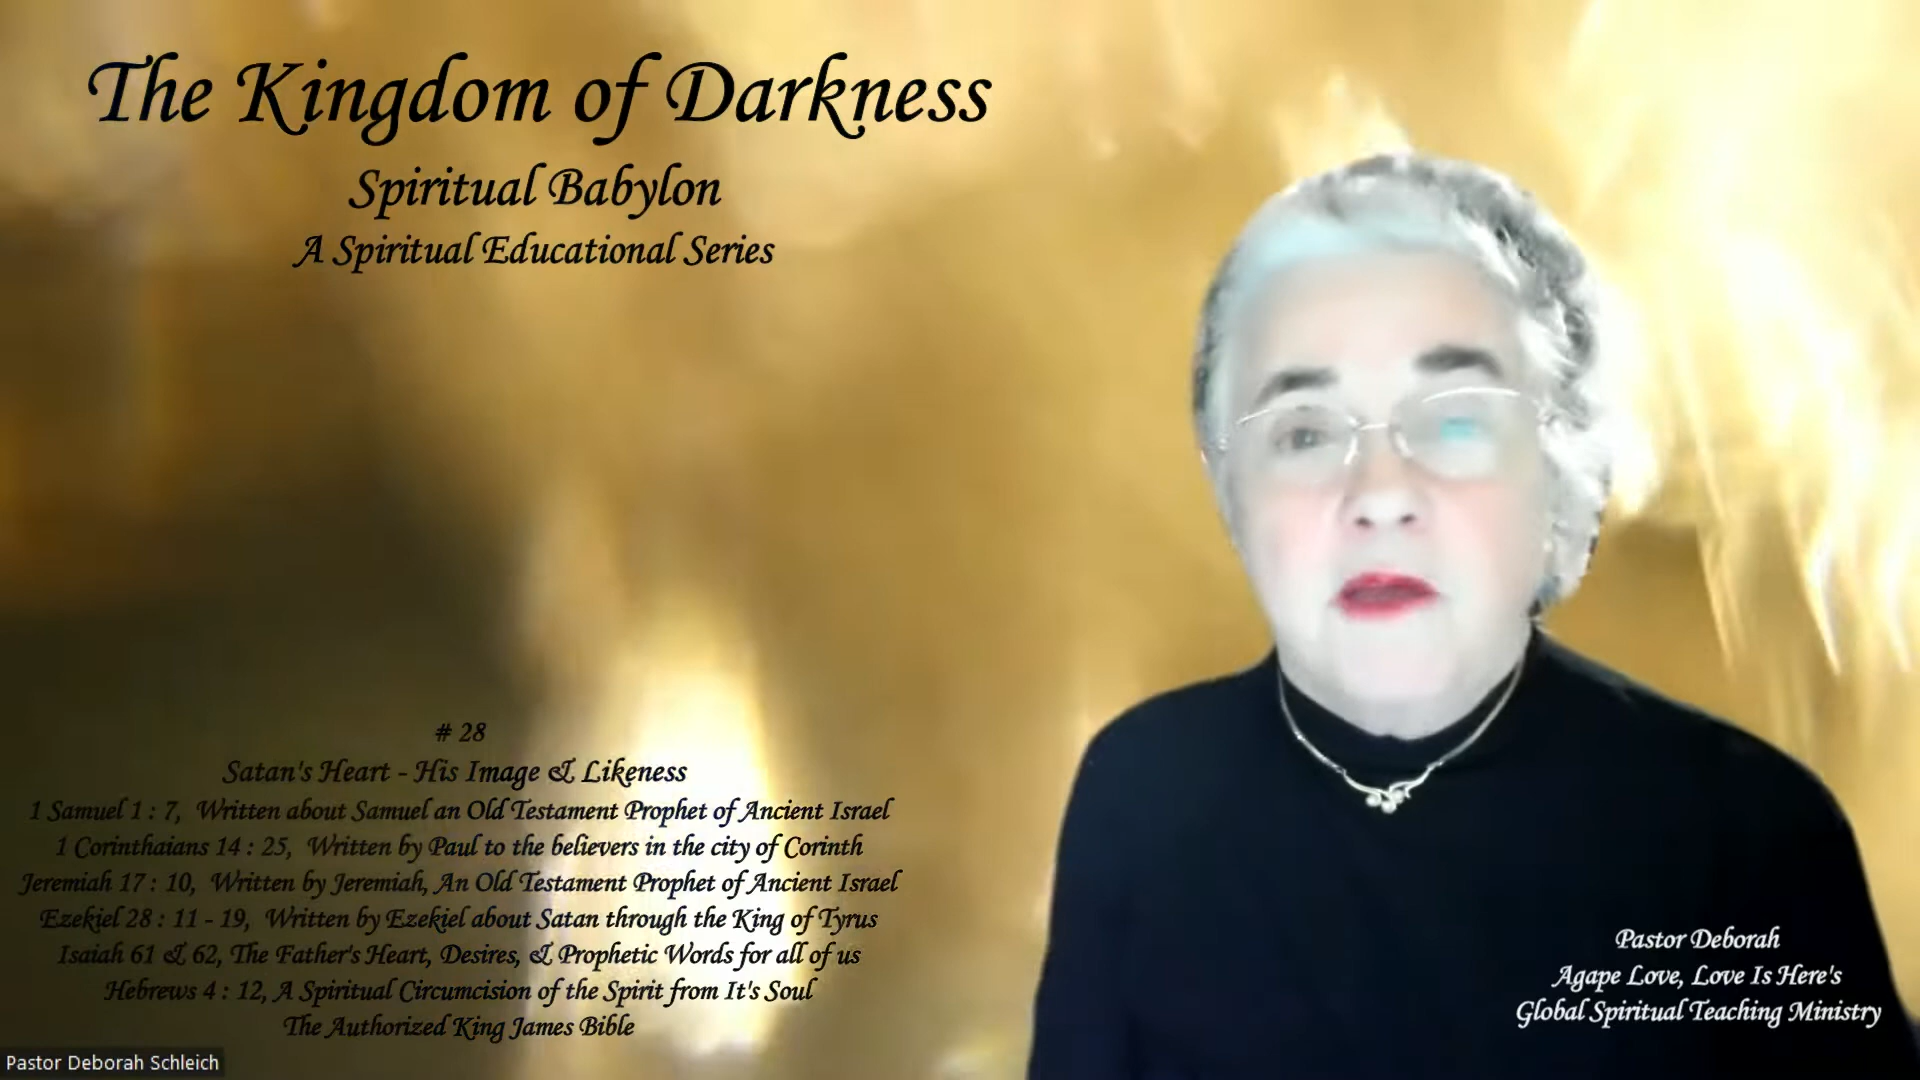 The Kingdom of Darkness
Spiritual Babylon
A Spiritual Educational Series
# 28
Satan's Heart - His Image & Likeness
1 Samuel 1 : 7, Written about Samuel an Old Testament Prophet of Ancient Israel
1 Corinthaians 14 : 25, Written by Paul to the believers in the city of Corinth
Jeremiah 17 : 10, Written by Jeremiah, An Old Testament Prophet of Ancient Israel
Ezekiel 28 : 11 - 19, Written by Ezekiel about Satan through the King of Tyrus
Isaiah 61 & 62, The Father's Heart, Desires, & Prophetic Words for all of us
Hebrews 4 : 12, A Spiritual Circumcision of the Spirit from It's Soul
The Authorized King James Bible
Pastor Deborah
Agape Love, Love Is Here's
Global Spiritual Teaching Ministry
Pastor Deborah Schleich